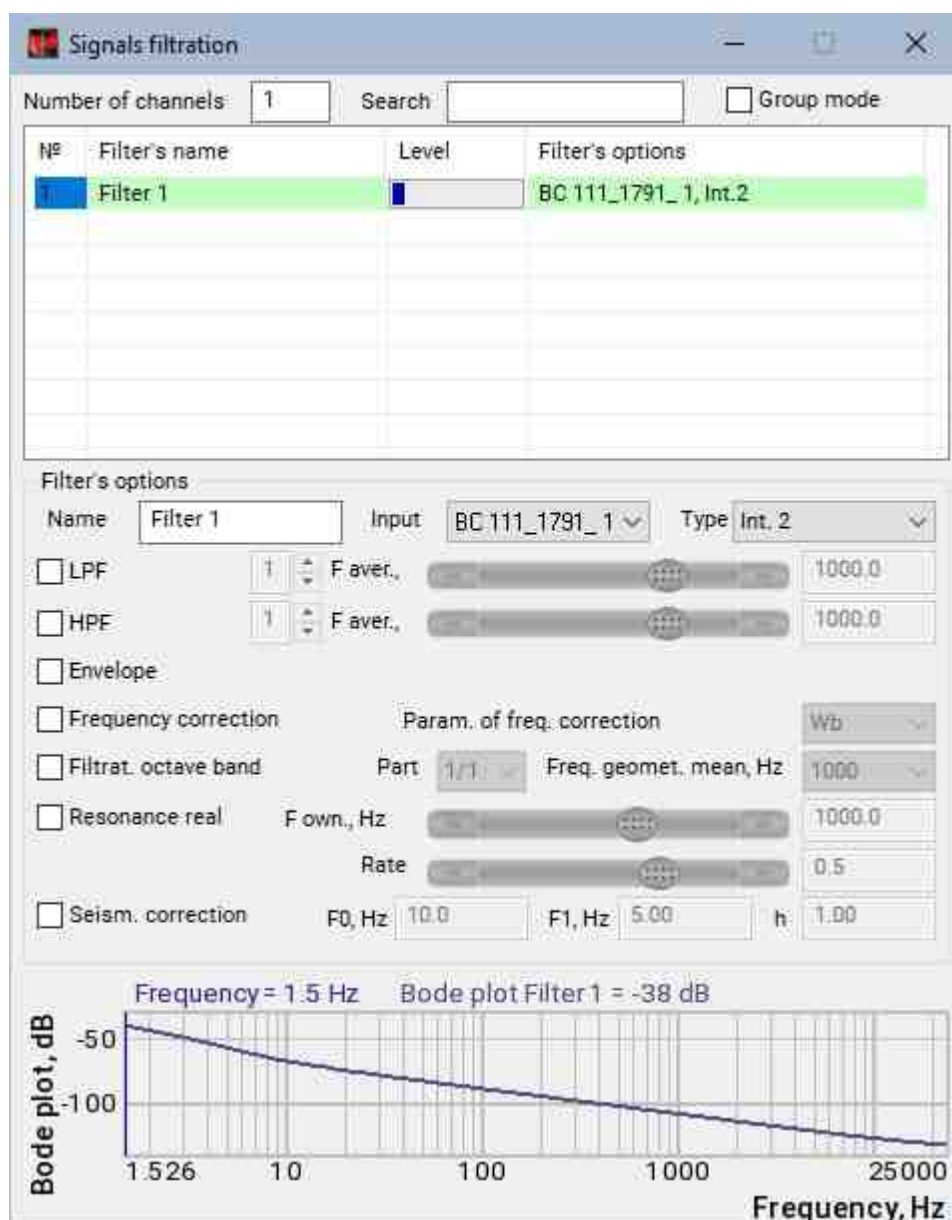 Signals filtration
Number of channels 1 Search Group mode
Nº Filter's name Level Filter's options
1 Filter 1 BC 111_1791_ 1, Int.2
Filter's options
Name Filter 1 Input BC 111_1791_ 1 Type Int. 2
LPF 1 F aver., 1000.0
HPF 1 F aver., 1000.0
Envelope
Frequency correction Param. of freq. correction Wb
Filtrat. octave band Part 1/1 Freq. geomet. mean, Hz 1000
Resonance real F own., Hz 1000.0
Rate 0.5
Seism. correction F0, Hz 10.0 F1, Hz 5.00 h 1.00
Frequency = 1.5 Hz Bode plot Filter 1 = -38 dB
Bode plot, dB
-50
-100
1.526 10 100 1000 25000
Frequency, Hz